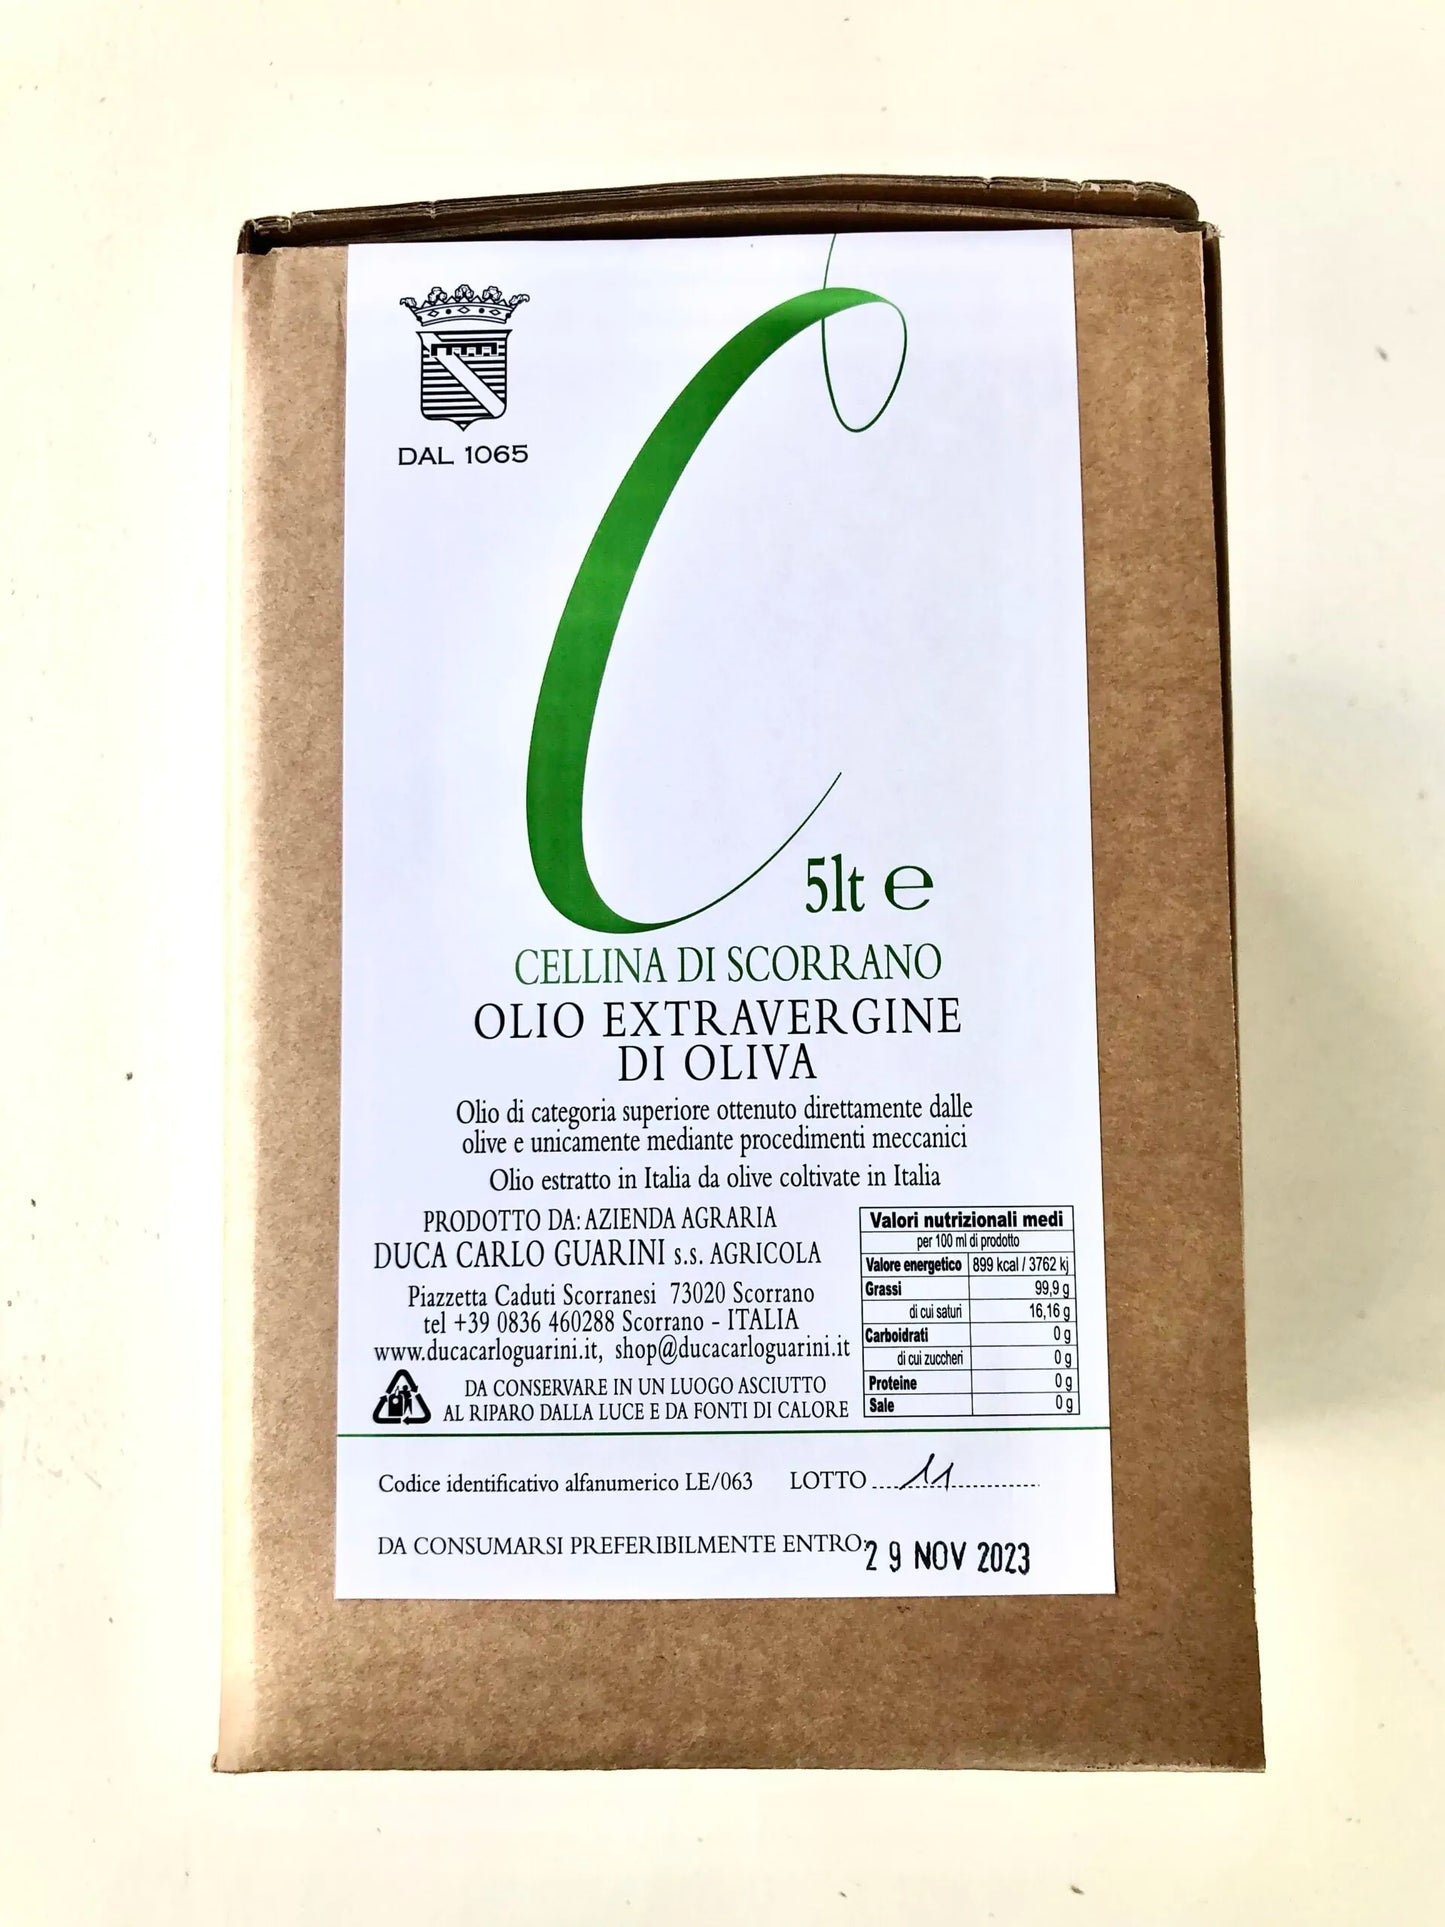 DAL 1065
5lt ℮
CELLINA DI SCORRANO
OLIO EXTRAVERGINE
DI OLIVA
Olio di categoria superiore ottenuto direttamente dalle
olive e unicamente mediante procedimenti meccanici
Olio estratto in Italia da olive coltivate in Italia
PRODOTTO DA: AZIENDA AGRARIA
DUCA CARLO GUARINI s.s. AGRICOLA
Piazzetta Caduti Scorranesi 73020 Scorrano
tel +39 0836 460288 Scorrano - ITALIA
www.ducacarloguarini.it, shop@ducacarloguarini.it
DA CONSERVARE IN UN LUOGO ASCIUTTO
AL RIPARO DALLA LUCE E DA FONTI DI CALORE
Valori nutrizionali medi
per 100 ml di prodotto
Valore energetico 899 kcal / 3762 kj
Grassi 99,9 g
di cui saturi 16,16 g
Carboidrati 0 g
di cui zuccheri 0 g
Proteine 0 g
Sale 0 g
Codice identificativo alfanumerico LE/063 LOTTO 11
DA CONSUMARSI PREFERIBILMENTE ENTRO: 29 NOV 2023